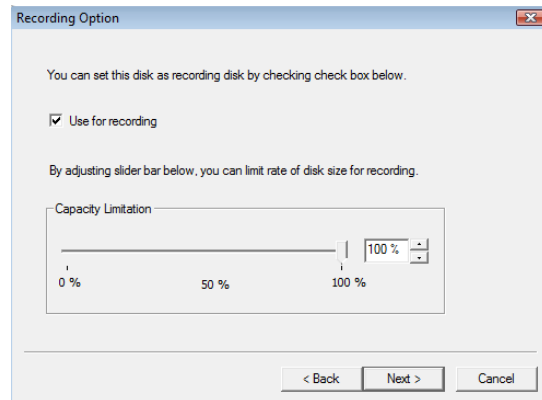 Recording Option
You can set this disk as recording disk by checking check box below.
Use for recording
By adjusting slider bar below, you can limit rate of disk size for recording.
Capacity Limitation
100 %
0 % 50 % 100 %
< Back Next > Cancel